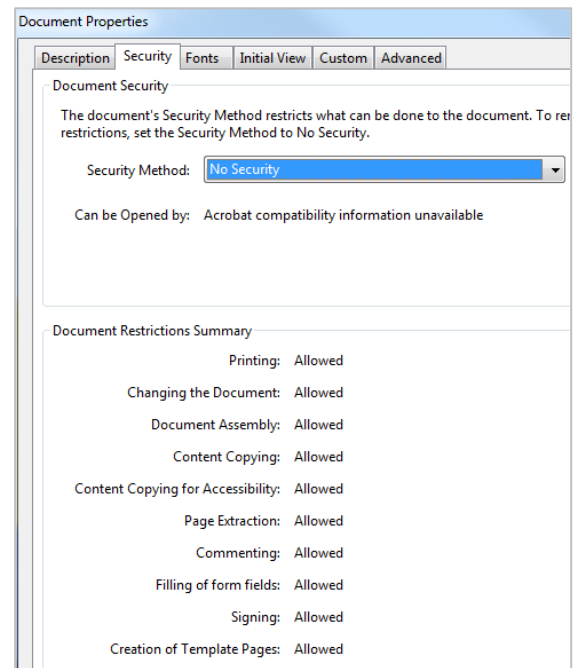 Document Properties
Description Security Fonts Initial View Custom Advanced
Document Security
The document's Security Method restricts what can be done to the document. To
restrictions, set the Security Method to No Security.
Security Method: No Security
Can be Opened by: Acrobat compatibility information unavailable
Document Restrictions Summary
Printing: Allowed
Changing the Document: Allowed
Document Assembly: Allowed
Content Copying: Allowed
Content Copying for Accessibility: Allowed
Page Extraction: Allowed
Commenting: Allowed
Filling of form fields: Allowed
Signing: Allowed
Creation of Template Pages: Allowed